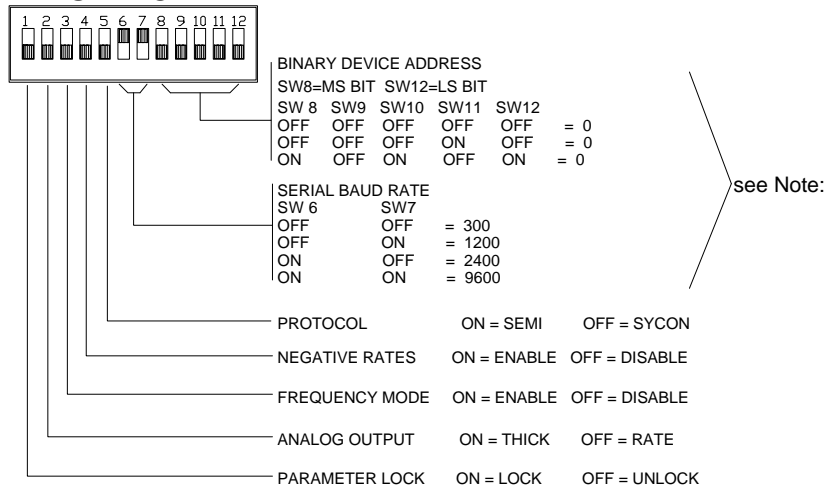 1 2 3 4 5 6 7 8 9 10 11 12
BINARY DEVICE ADDRESS
SW8=MS BIT SW12=LS BIT
SW 8 SW9 SW10 SW11 SW12
OFF OFF OFF OFF OFF = 0
OFF OFF OFF ON OFF = 0
ON OFF ON OFF ON = 0
see Note:
SERIAL BAUD RATE
SW 6 SW7
OFF OFF = 300
OFF ON = 1200
ON OFF = 2400
ON ON = 9600
PROTOCOL ON = SEMI OFF = SYCON
NEGATIVE RATES ON = ENABLE OFF = DISABLE
FREQUENCY MODE ON = ENABLE OFF = DISABLE
ANALOG OUTPUT ON = THICK OFF = RATE
PARAMETER LOCK ON = LOCK OFF = UNLOCK